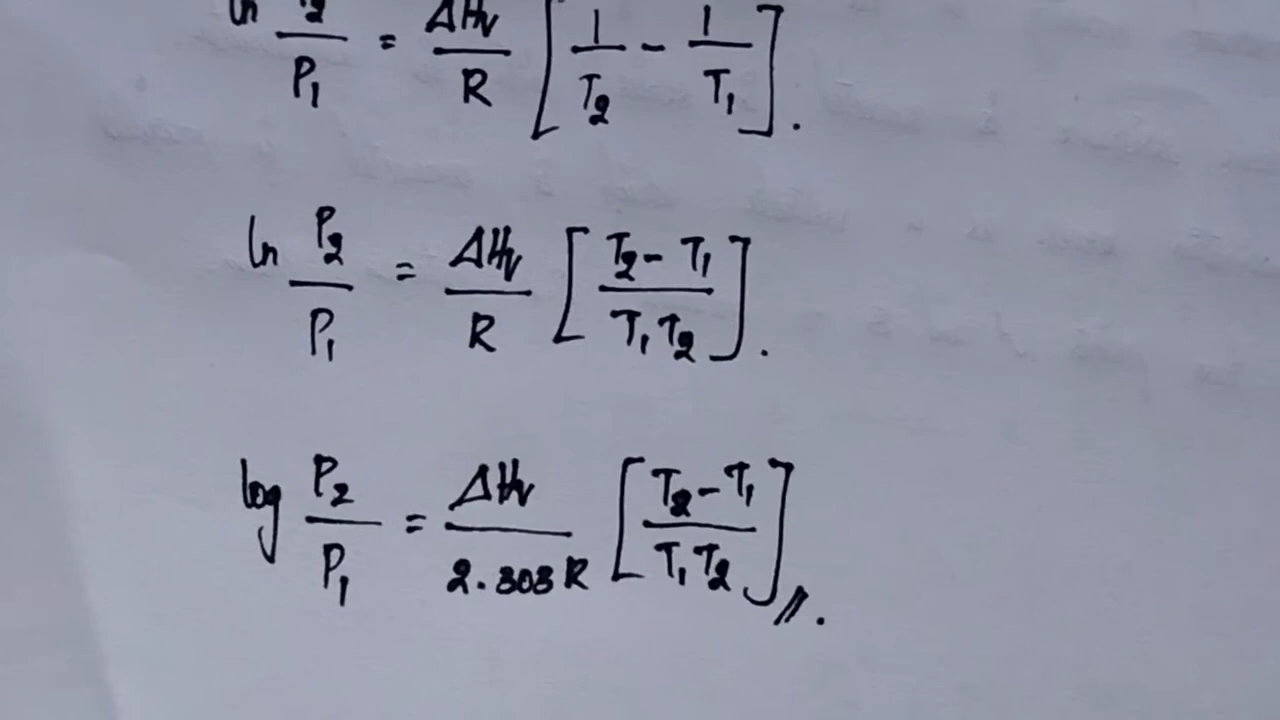 ln P₂/P₁ = ΔHv/R [1/T₂ - 1/T₁].
ln P₂/P₁ = ΔHv/R [T₂ - T₁/T₁T₂].
log P₂/P₁ = ΔHv/2.303R [T₂ - T₁/T₁T₂]//.